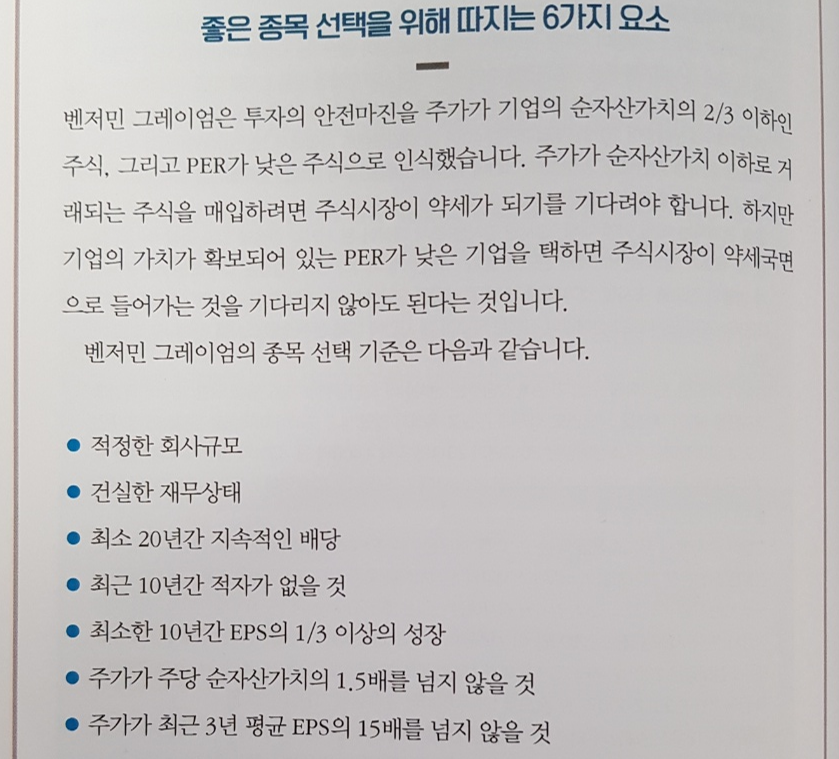 좋은 종목 선택을 위해 따지는 6가지 요소
벤저민 그레이엄은 투자의 안전마진을 주가가 기업의 순자산가치의 2/3 이하인
주식, 그리고 PER가 낮은 주식으로 인식했습니다. 주가가 순자산가치 이하로 거
래되는 주식을 매입하려면 주식시장이 약세가 되기를 기다려야 합니다. 하지만
기업의 가치가 확보되어 있는 PER가 낮은 기업을 택하면 주식시장이 약세국면
으로 들어가는 것을 기다리지 않아도 된다는 것입니다.
벤저민 그레이엄의 종목 선택 기준은 다음과 같습니다.
● 적정한 회사규모
● 건실한 재무상태
● 최소 20년간 지속적인 배당
● 최근 10년간 적자가 없을 것
● 최소한 10년간 EPS의 1/3 이상의 성장
● 주가가 주당 순자산가치의 1.5배를 넘지 않을 것
● 주가가 최근 3년 평균 EPS의 15배를 넘지 않을 것